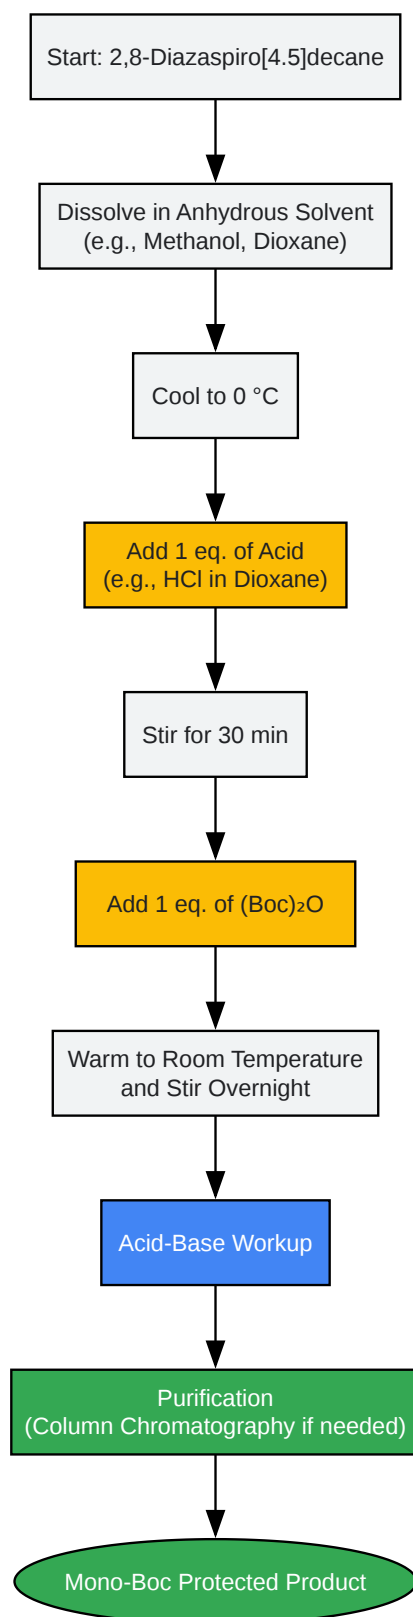 Start: 2,8-Diazaspiro[4.5]decane
Dissolve in Anhydrous Solvent
(e.g., Methanol, Dioxane)
Cool to 0 °C
Add 1 eq. of Acid
(e.g., HCl in Dioxane)
Stir for 30 min
Add 1 eq. of (Boc)₂O
Warm to Room Temperature
and Stir Overnight
Acid-Base Workup
Purification
(Column Chromatography if needed)
Mono-Boc Protected Product